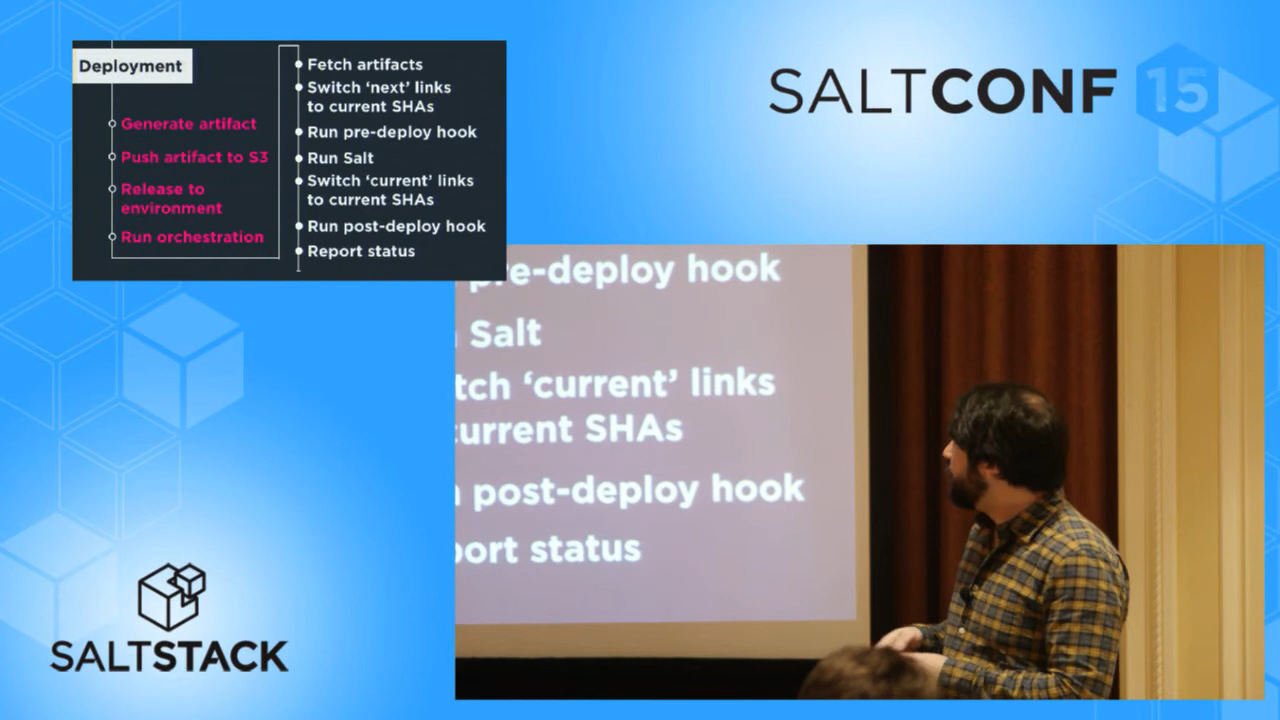 Deployment
Generate artifact
Push artifact to S3
Release to
environment
Run orchestration
Fetch artifacts
Switch ‘next’ links
to current SHAs
Run pre-deploy hook
Run Salt
Switch ‘current’ links
to current SHAs
Run post-deploy hook
Report status
SALTCONF 15
pre-deploy hook
Salt
tch ‘current’ links
current SHAs
post-deploy hook
port status
SALTSTACK